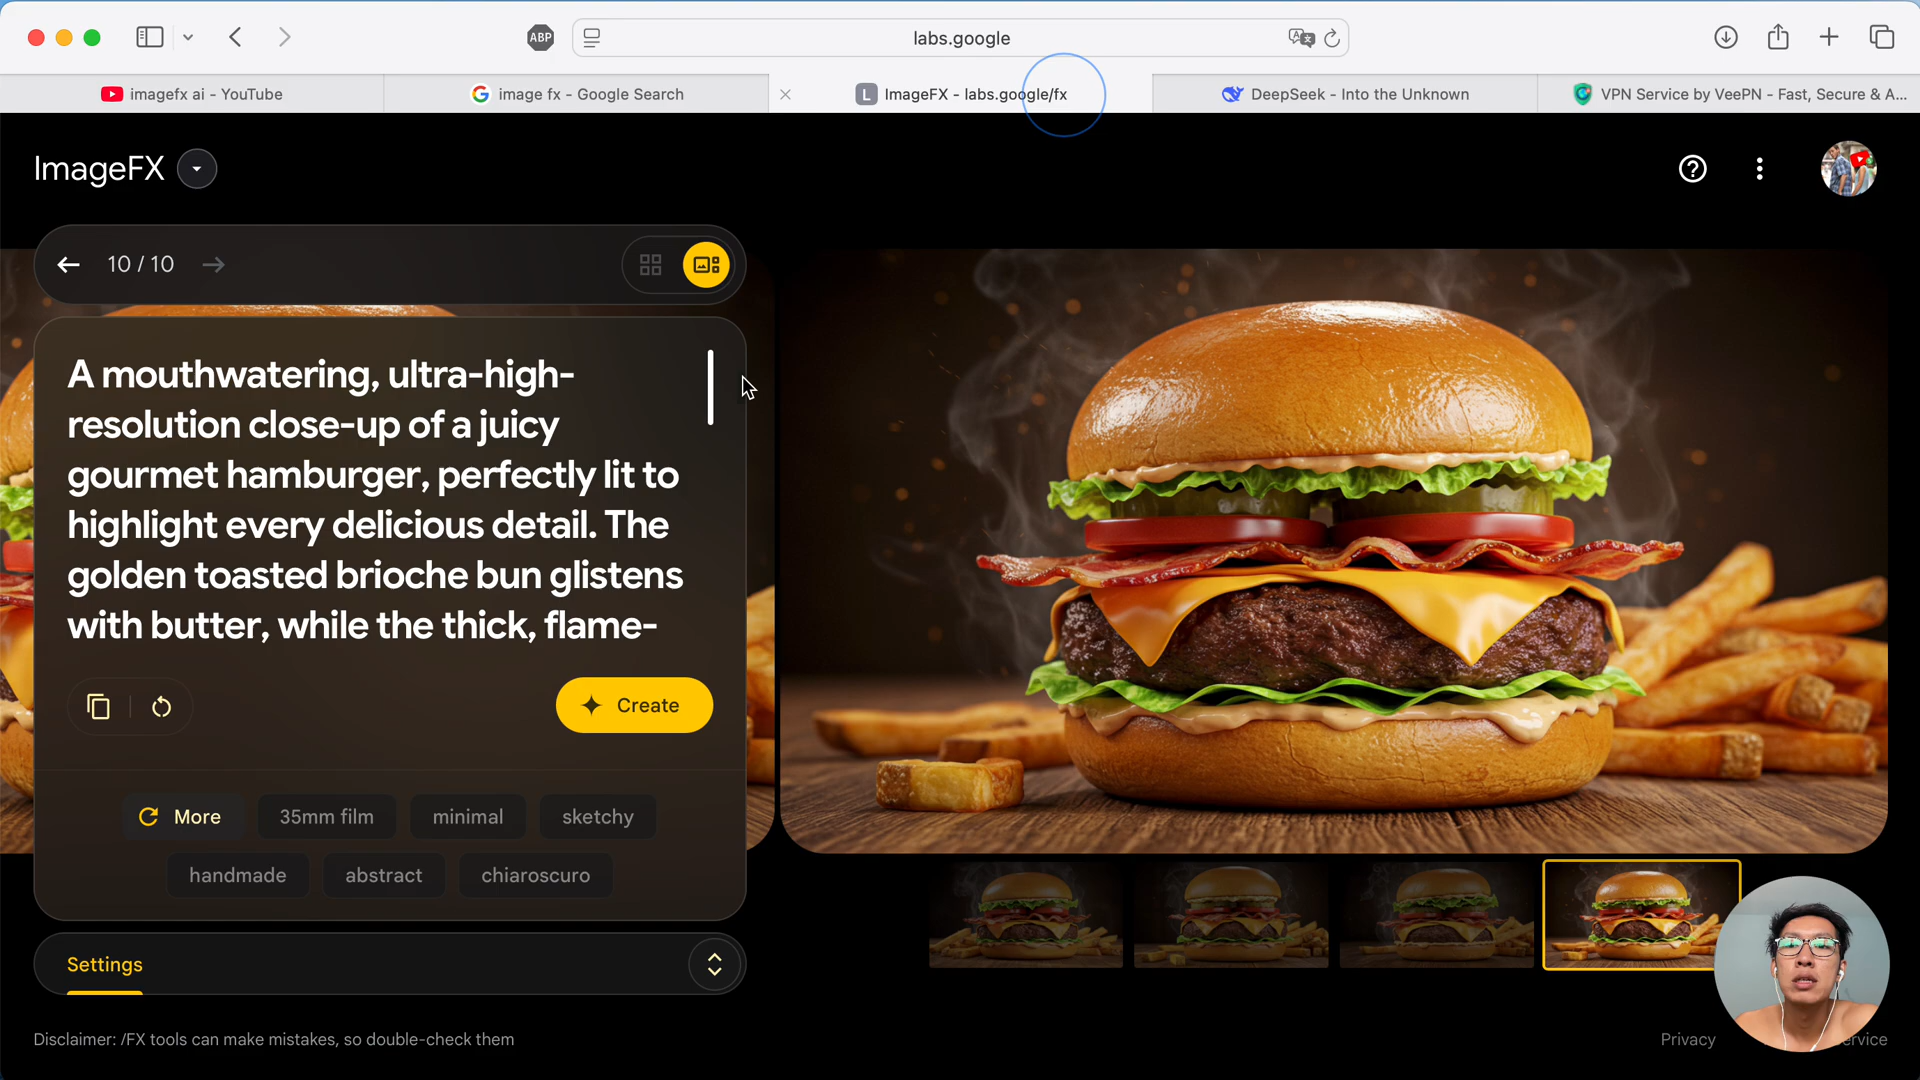 ABP
labs.google
imagefx ai - YouTube
image fx - Google Search
L ImageFX - labs.google/fx
DeepSeek - Into the Unknown
VPN Service by VeePN - Fast, Secure & A...
ImageFX
10 / 10
A mouthwatering, ultra-high-
resolution close-up of a juicy
gourmet hamburger, perfectly lit to
highlight every delicious detail. The
golden toasted brioche bun glistens
with butter, while the thick, flame-
Create
More
35mm film
minimal
sketchy
handmade
abstract
chiaroscuro
Settings
Disclaimer: /FX tools can make mistakes, so double-check them
Privacy
ervice